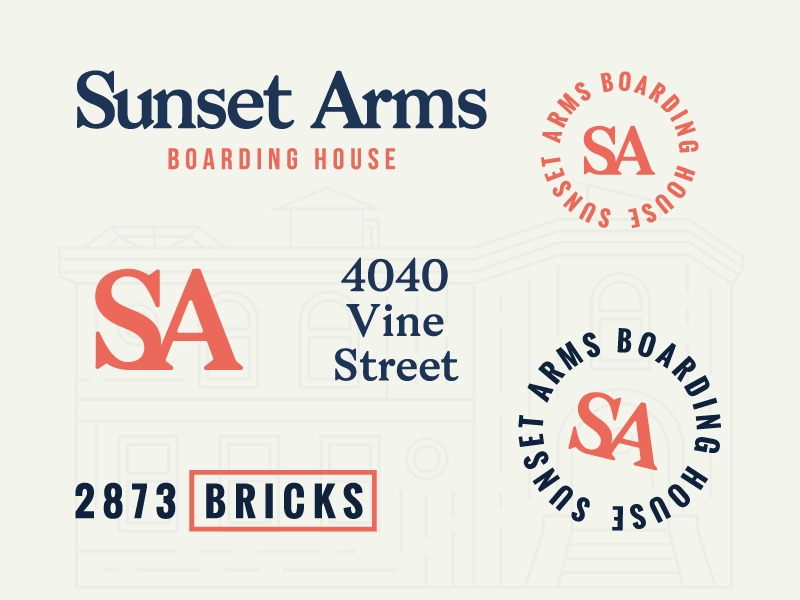 Sunset Arms
BOARDING HOUSE
SUNSET ARMS BOARDING HOUSE
SA
SA
4040
Vine
Street
SUNSET ARMS BOARDING HOUSE
SA
2873 BRICKS